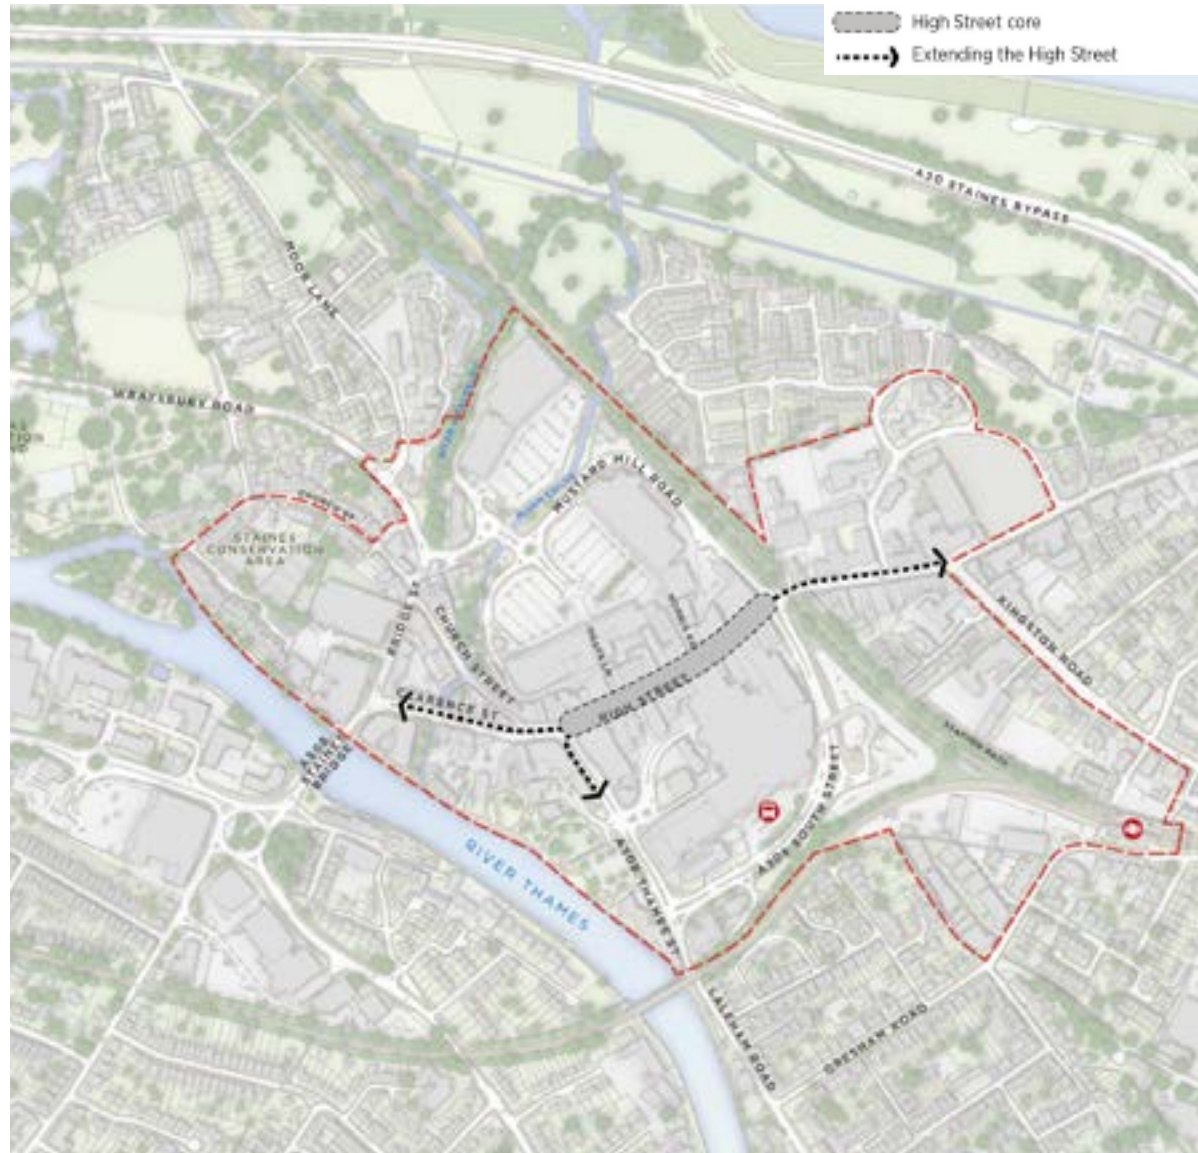 High Street core
Extending the High Street
A30 STAINES BYPASS
MOOR LANE
WRAYSBURY ROAD
MUSTARD MILL ROAD
STAINES
CONSERVATION
AREA
BRIDGE ST
CHURCH STREET
CLARENCE ST
HIGH STREET
KINGSTON ROAD
STATION PATH
A308
STAINES
BRIDGE
A308 SOUTH STREET
A308 THAMES ST
RIVER THAMES
LALEHAM ROAD
GRESHAM ROAD